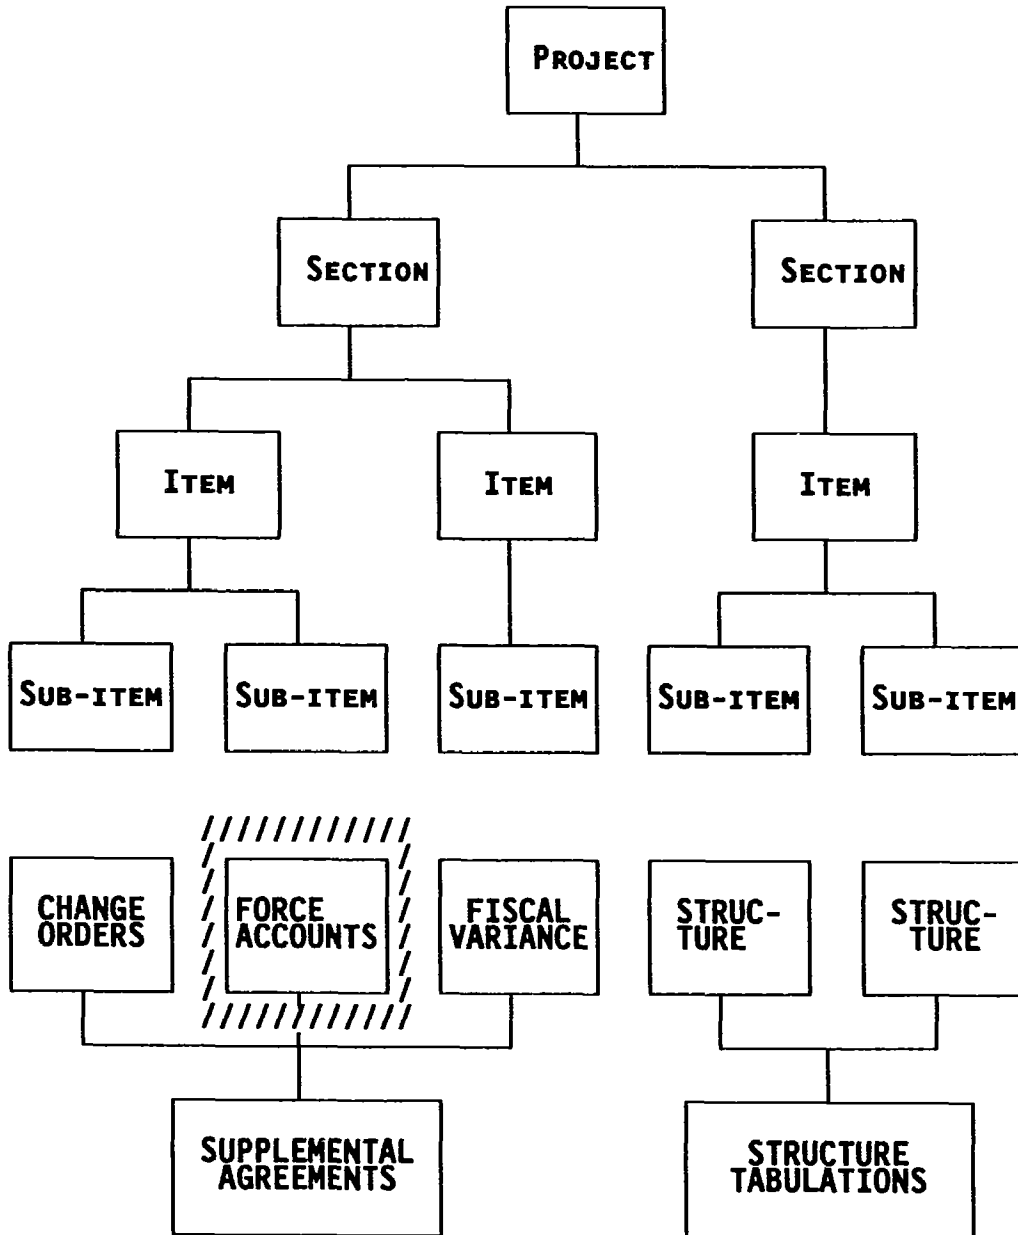 PROJECT
SECTION
SECTION
ITEM
ITEM
ITEM
SUB-ITEM
SUB-ITEM
SUB-ITEM
SUB-ITEM
SUB-ITEM
////////////
/ /
CHANGE
ORDERS
FORCE
ACCOUNTS
FISCAL
VARIANCE
STRUC-
TURE
STRUC-
TURE
////////////
SUPPLEMENTAL
AGREEMENTS
STRUCTURE
TABULATIONS